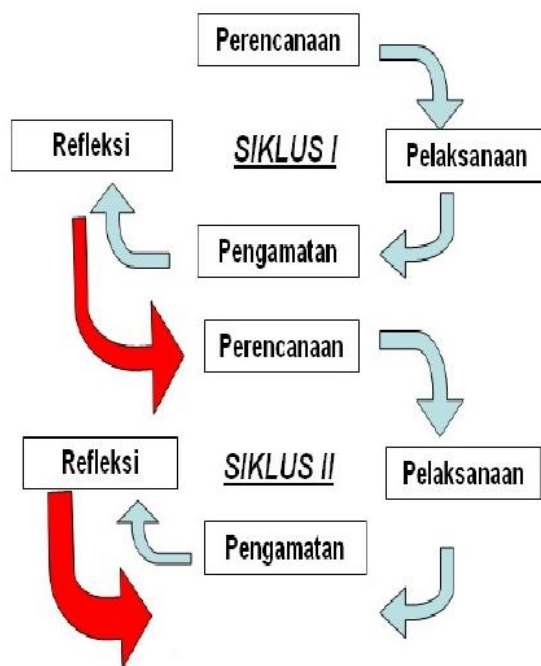 Perencanaan
Refleksi
SIKLUS I
Pelaksanaan
Pengamatan
Perencanaan
Refleksi
SIKLUS II
Pelaksanaan
Pengamatan